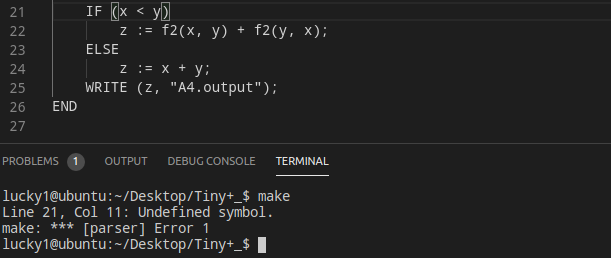 21 IF (x < y)
22 z := f2(x, y) + f2(y, x);
23 ELSE
24 z := x + y;
25 WRITE (z, "A4.output");
26 END
27
PROBLEMS 1 OUTPUT DEBUG CONSOLE TERMINAL
lucky1@ubuntu:~/Desktop/Tiny+_$ make
Line 21, Col 11: Undefined symbol.
make: *** [parser] Error 1
lucky1@ubuntu:~/Desktop/Tiny+_$